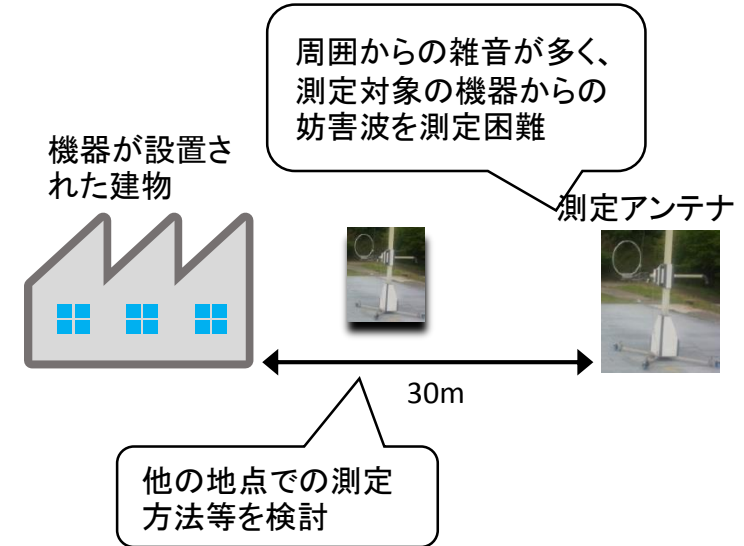 周囲からの雑音が多く、
測定対象の機器からの
妨害波を測定困難
機器が設置さ
れた建物
測定アンテナ
30m
他の地点での測定
方法等を検討